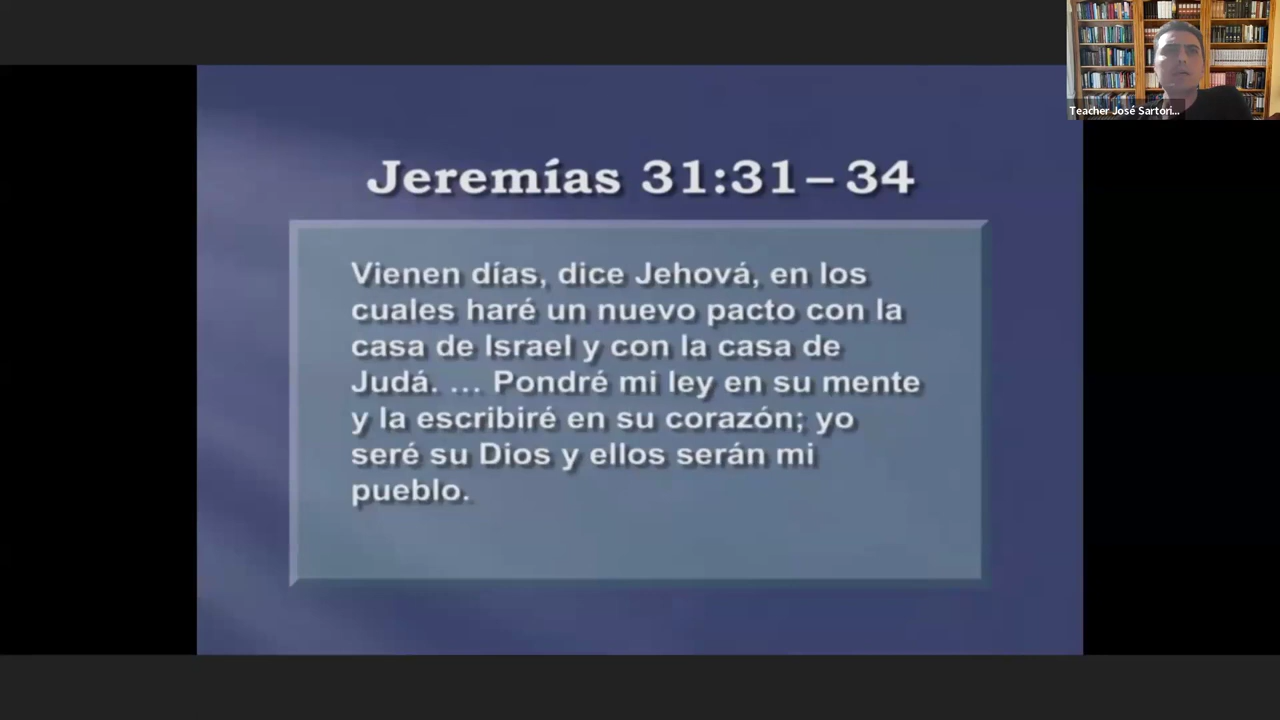 Teacher José Sartori...
Jeremías 31:31–34
Vienen días, dice Jehová, en los
cuales haré un nuevo pacto con la
casa de Israel y con la casa de
Judá. … Pondré mi ley en su mente
y la escribiré en su corazón; yo
seré su Dios y ellos serán mi
pueblo.